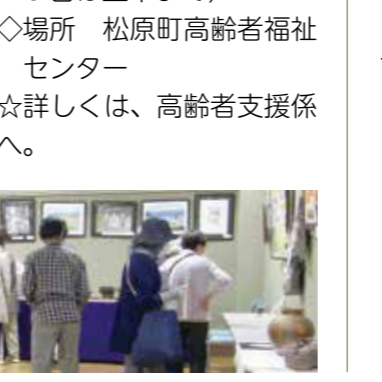 ◇場所　松原町高齢者福祉
センター
☆詳しくは、高齢者支援係
へ。